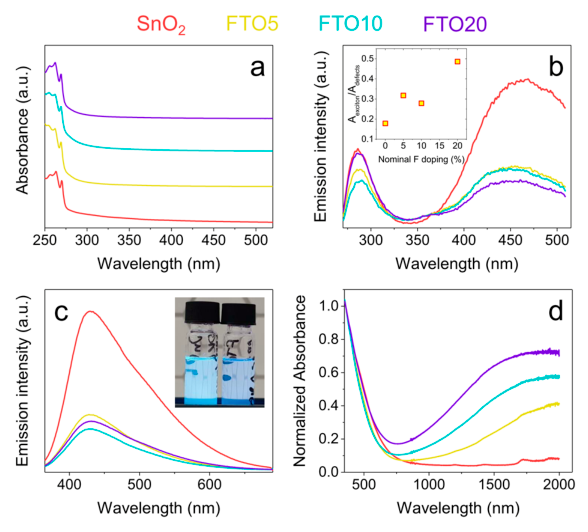 SnO2 FTO5 FTO10 FTO20
a
Absorbance (a.u.)
250 300 350 400 450 500
Wavelength (nm)
b
Emission intensity (a.u.)
300 350 400 450 500
Wavelength (nm)
Aexciton/Adefects
0.5
0.4
0.3
0.2
0.1
0 5 10 15 20
Nominal F doping (%)
c
Emission intensity (a.u.)
400 500 600
Wavelength (nm)
d
Normalized Absorbance
1.0
0.8
0.6
0.4
0.2
0.0
500 1000 1500 2000
Wavelength (nm)